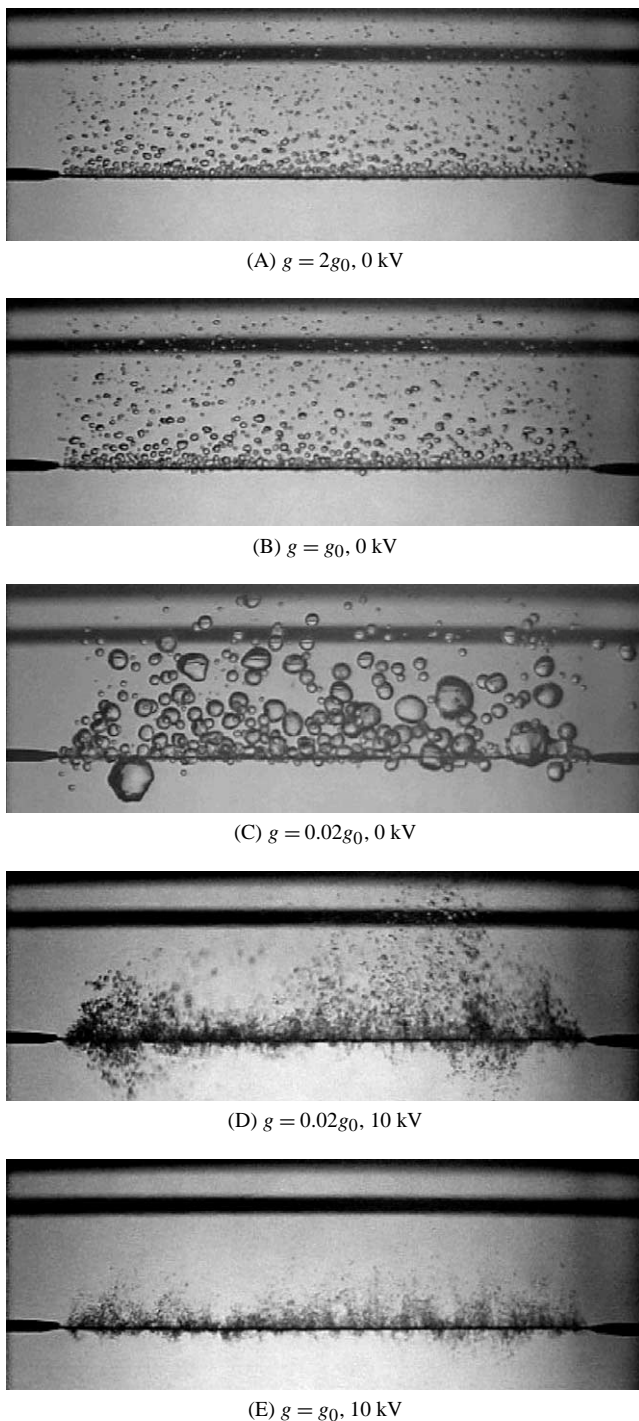 (A) g = 2g₀, 0 kV
(B) g = g₀, 0 kV
(C) g = 0.02g₀, 0 kV
(D) g = 0.02g₀, 10 kV
(E) g = g₀, 10 kV